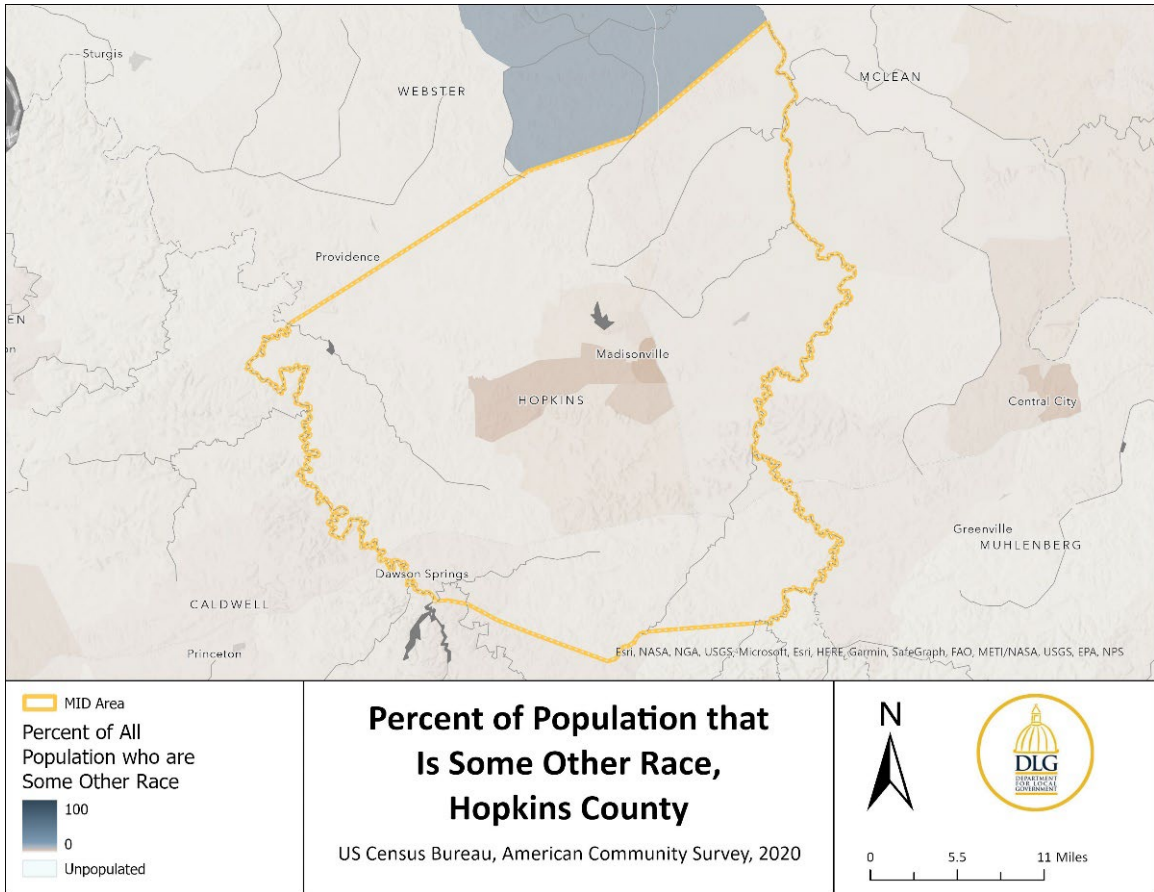 Sturgis
WEBSTER
MCLEAN
Providence
EN
on
Madisonville
HOPKINS
Central City
Greenville
MUHLENBERG
Dawson Springs
CALDWELL
Princeton
Esri, NASA, NGA, USGS, Microsoft, Esri, HERE, Garmin, SafeGraph, FAO, METI/NASA, USGS, EPA, NPS
MID Area
Percent of All
Population who are
Some Other Race
100
0
Unpopulated
Percent of Population that
Is Some Other Race,
Hopkins County
US Census Bureau, American Community Survey, 2020
N
DLG
DEPARTMENT
FOR LOCAL
GOVERNMENT
0 5.5 11 Miles